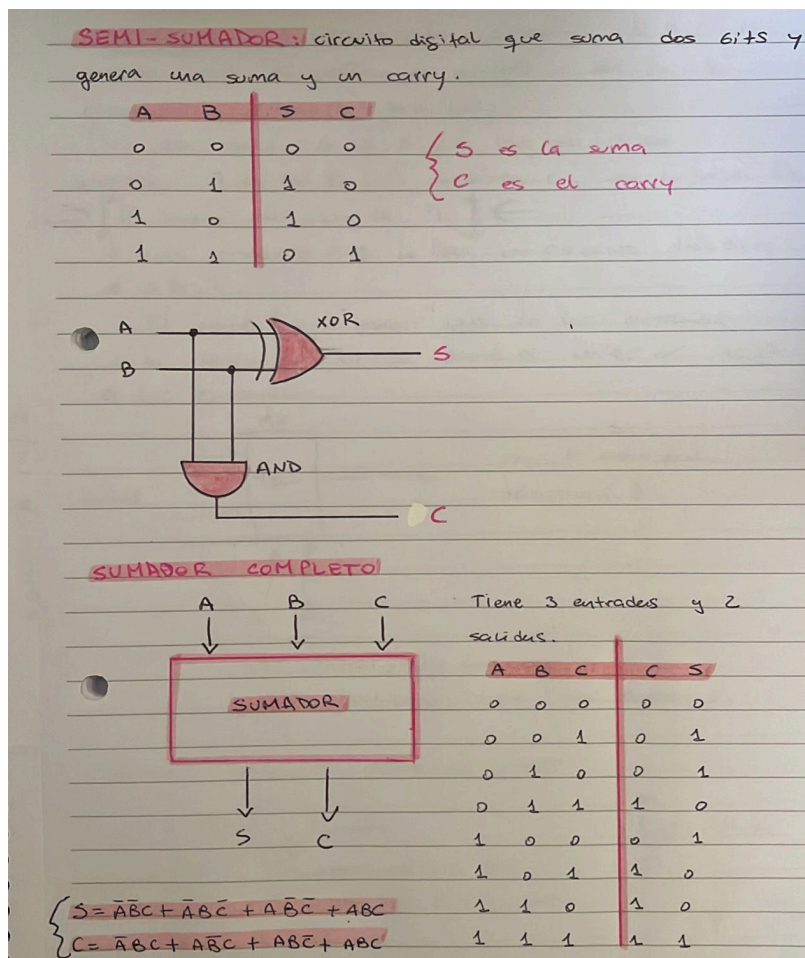 SEMI-SUMADOR: circuito digital que suma dos bits y
genera una suma y un carry.
A B S C
0 0 0 0
0 1 1 0
1 0 1 0
1 1 0 1
S es la suma
C es el carry
A
B
XOR
S
AND
C
SUMADOR COMPLETO
A B C
SUMADOR
S C
Tiene 3 entradas y 2
salidas.
A B C C S
0 0 0 0 0
0 0 1 0 1
0 1 0 0 1
0 1 1 1 0
1 0 0 0 1
1 0 1 1 0
1 1 0 1 0
1 1 1 1 1
S = A̅B̅C + A̅BC̅ + AB̅C̅ + ABC
C = A̅BC + AB̅C + ABC̅ + ABC